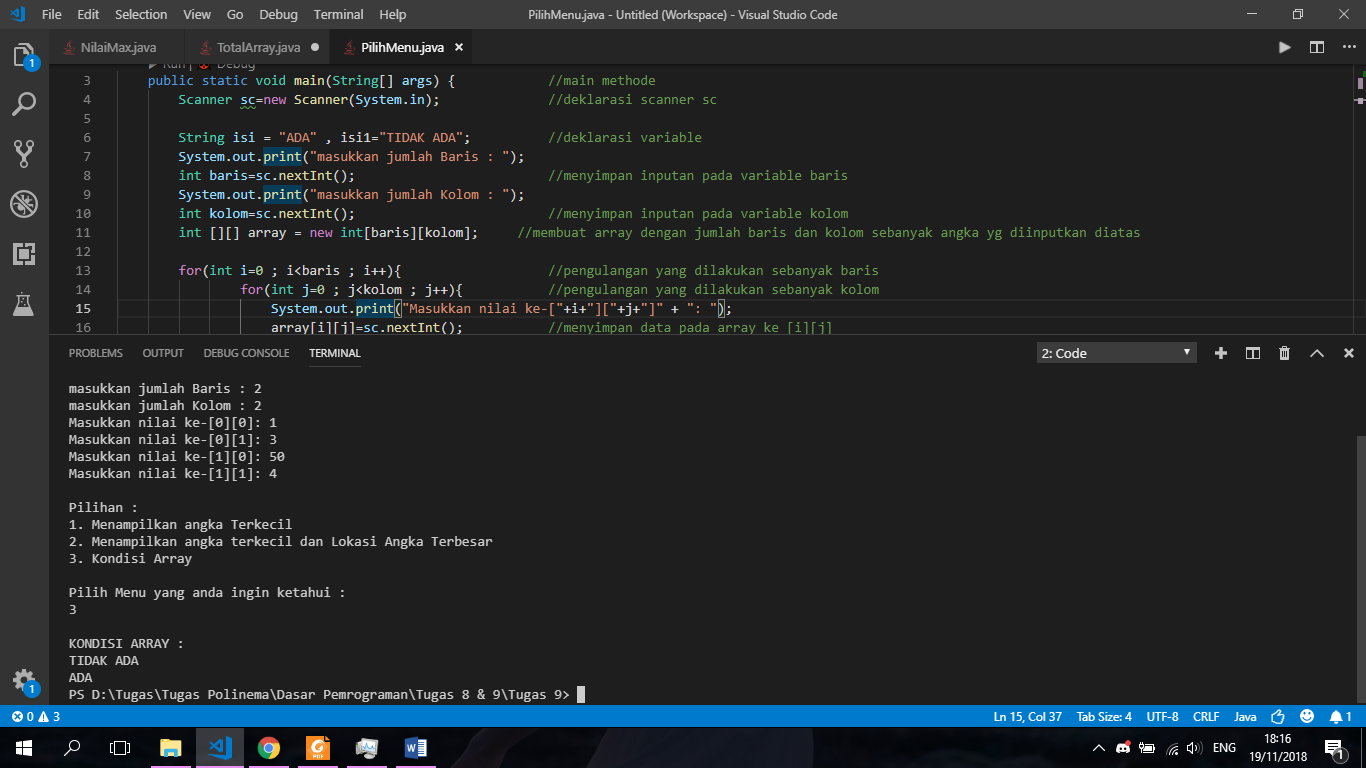 File Edit Selection View Go Debug Terminal Help PilihMenu.java - Untitled (Workspace) - Visual Studio Code
NilaiMax.java TotalArray.java PilihMenu.java
Run | Debug
3 public static void main(String[] args) { //main methode
4 Scanner sc=new Scanner(System.in); //deklarasi scanner sc
5
6 String isi = "ADA" , isi1="TIDAK ADA"; //deklarasi variable
7 System.out.print("masukkan jumlah Baris : ");
8 int baris=sc.nextInt(); //menyimpan inputan pada variable baris
9 System.out.print("masukkan jumlah Kolom : ");
10 int kolom=sc.nextInt(); //menyimpan inputan pada variable kolom
11 int [][] array = new int[baris][kolom]; //membuat array dengan jumlah baris dan kolom sebanyak angka yg diinputkan diatas
12
13 for(int i=0 ; i<baris ; i++){ //pengulangan yang dilakukan sebanyak baris
14 for(int j=0 ; j<kolom ; j++){ //pengulangan yang dilakukan sebanyak kolom
15 System.out.print("Masukkan nilai ke-["+i+"]["+j+"]" + ": ");
16 array[i][j]=sc.nextInt(); //menyimpan data pada array ke [i][j]
PROBLEMS OUTPUT DEBUG CONSOLE TERMINAL 2: Code
masukkan jumlah Baris : 2
masukkan jumlah Kolom : 2
Masukkan nilai ke-[0][0]: 1
Masukkan nilai ke-[0][1]: 3
Masukkan nilai ke-[1][0]: 50
Masukkan nilai ke-[1][1]: 4
Pilihan :
1. Menampilkan angka Terkecil
2. Menampilkan angka terkecil dan Lokasi Angka Terbesar
3. Kondisi Array
Pilih Menu yang anda ingin ketahui :
3
KONDISI ARRAY :
TIDAK ADA
ADA
PS D:\Tugas\Tugas Polinema\Dasar Pemrograman\Tugas 8 & 9\Tugas 9>
1
1
0 3 Ln 15, Col 37 Tab Size: 4 UTF-8 CRLF Java 1
PDF W ENG 18:16
19/11/2018 1